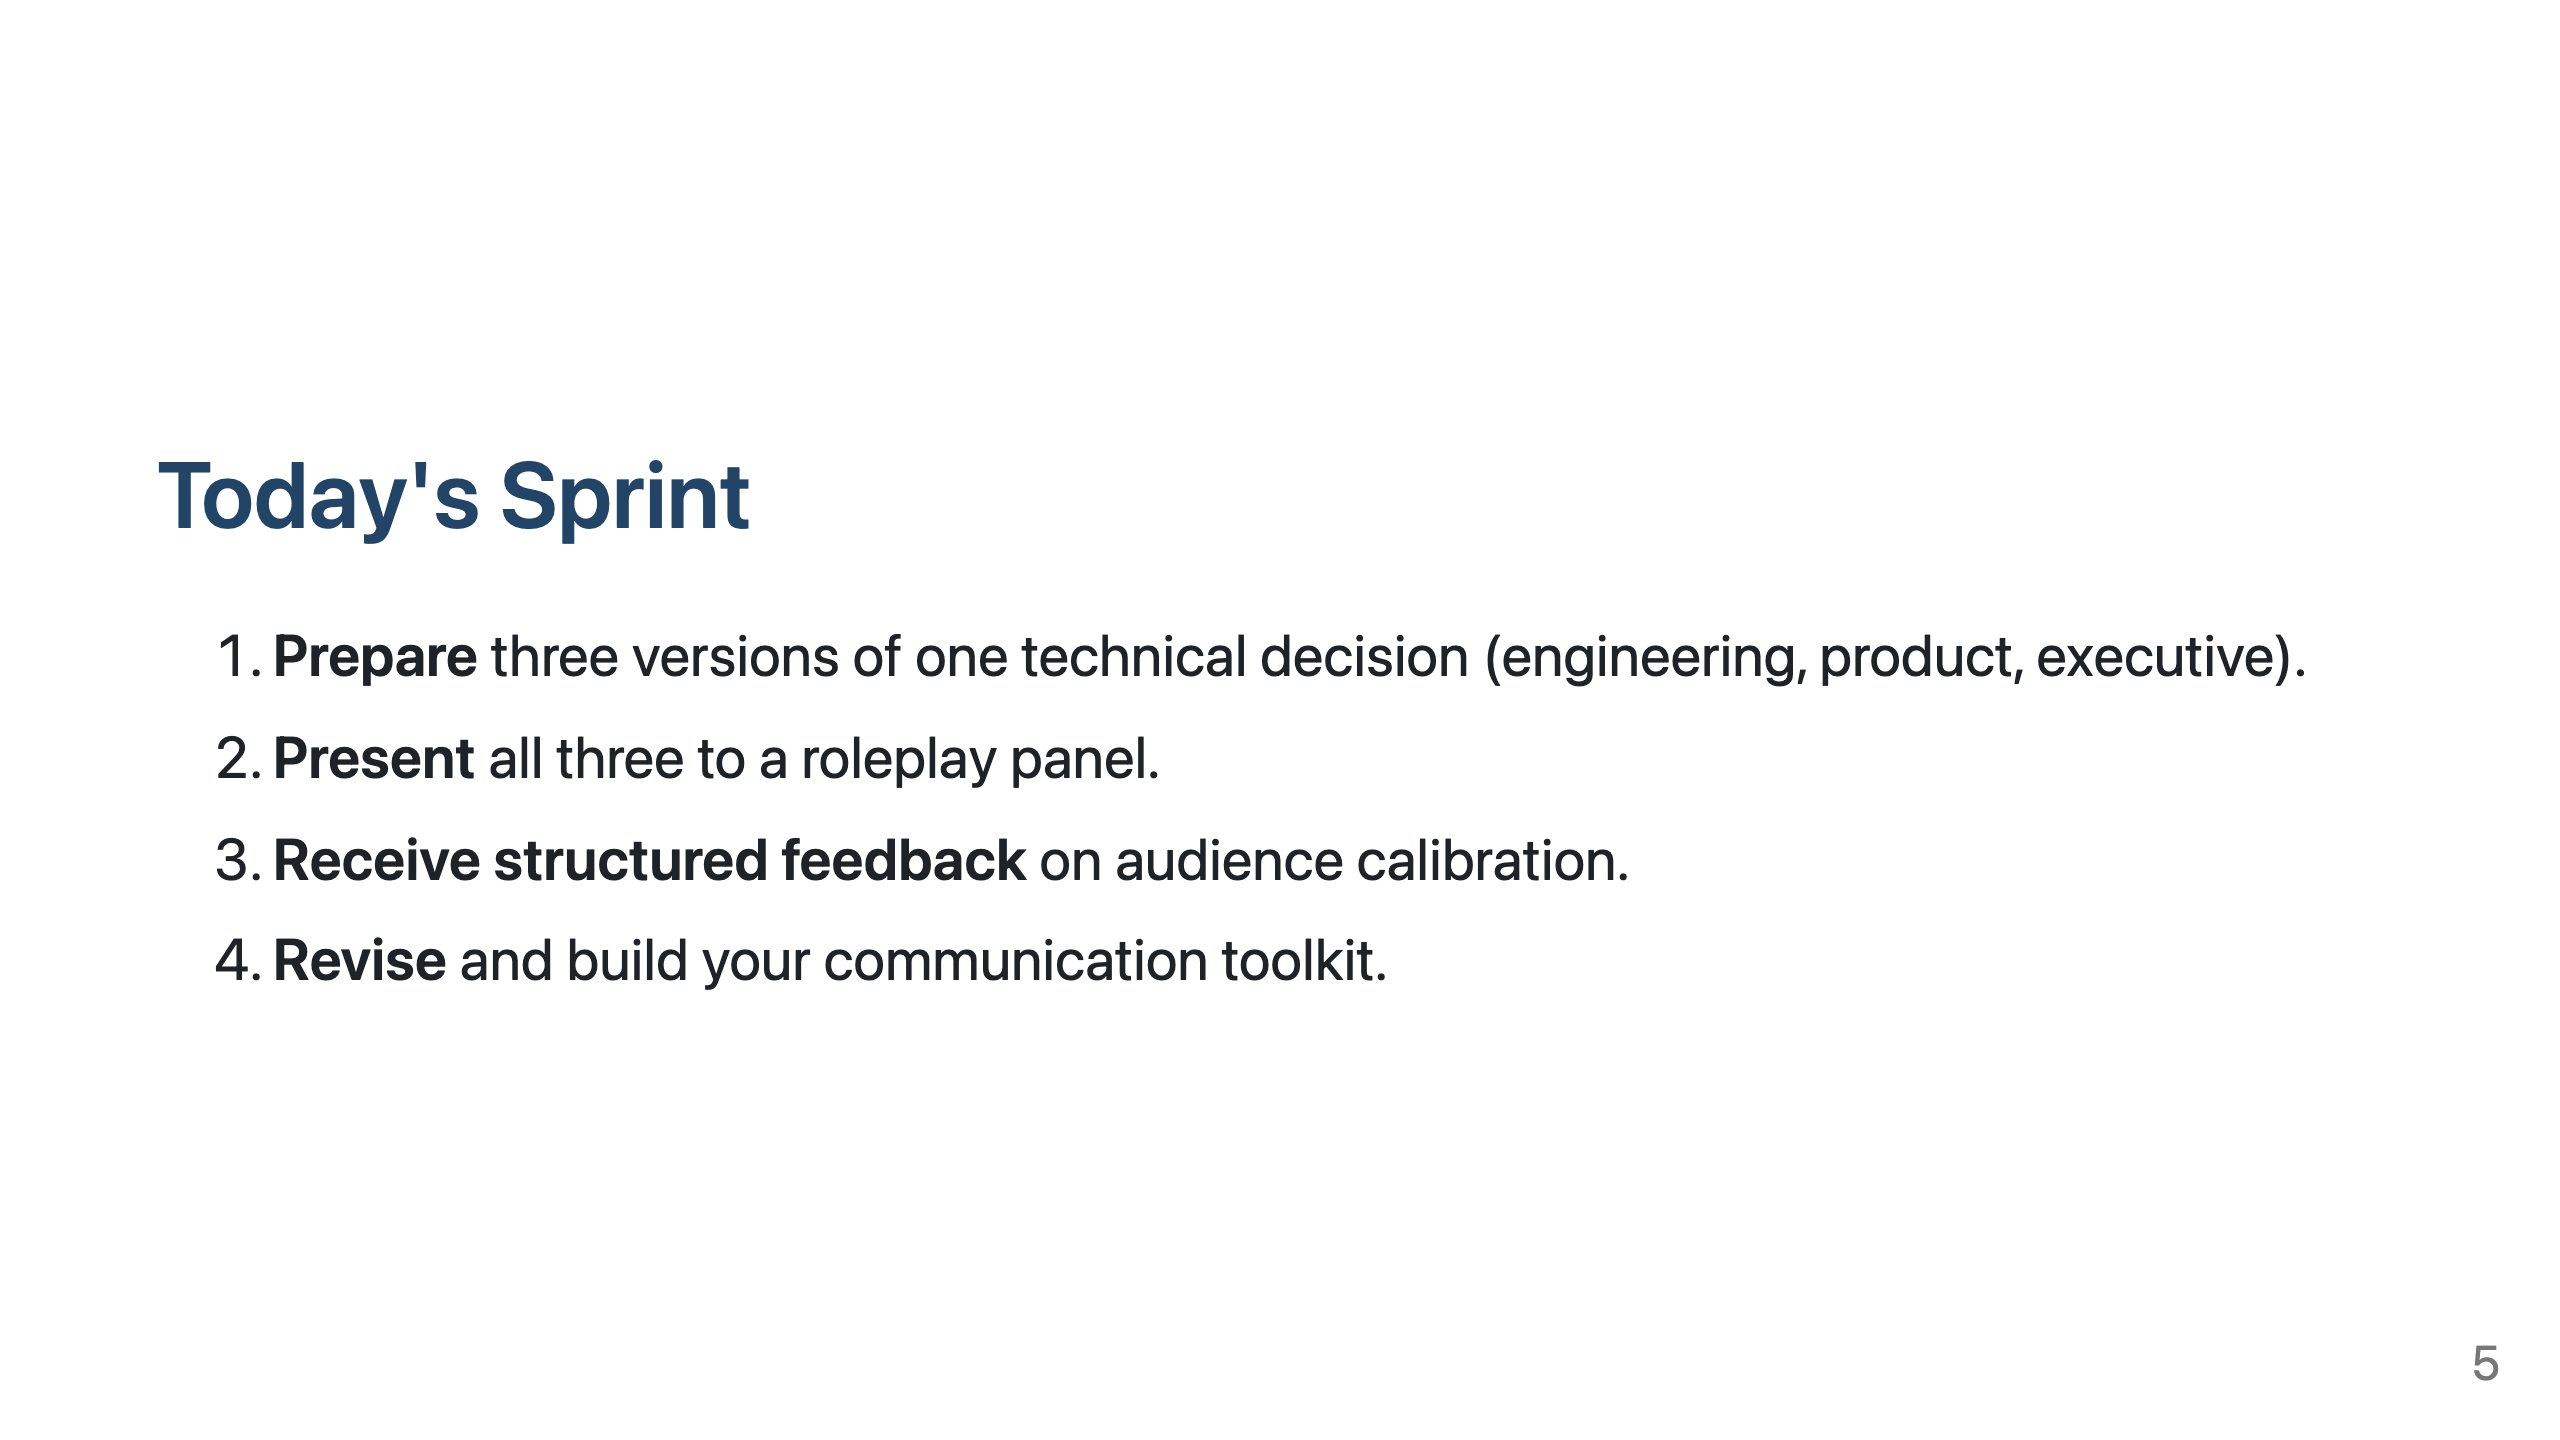 Today's Sprint
1. Prepare three versions of one technical decision (engineering, product, executive).
2. Present all three to a roleplay panel.
3. Receive structured feedback on audience calibration.
4. Revise and build your communication toolkit.
5